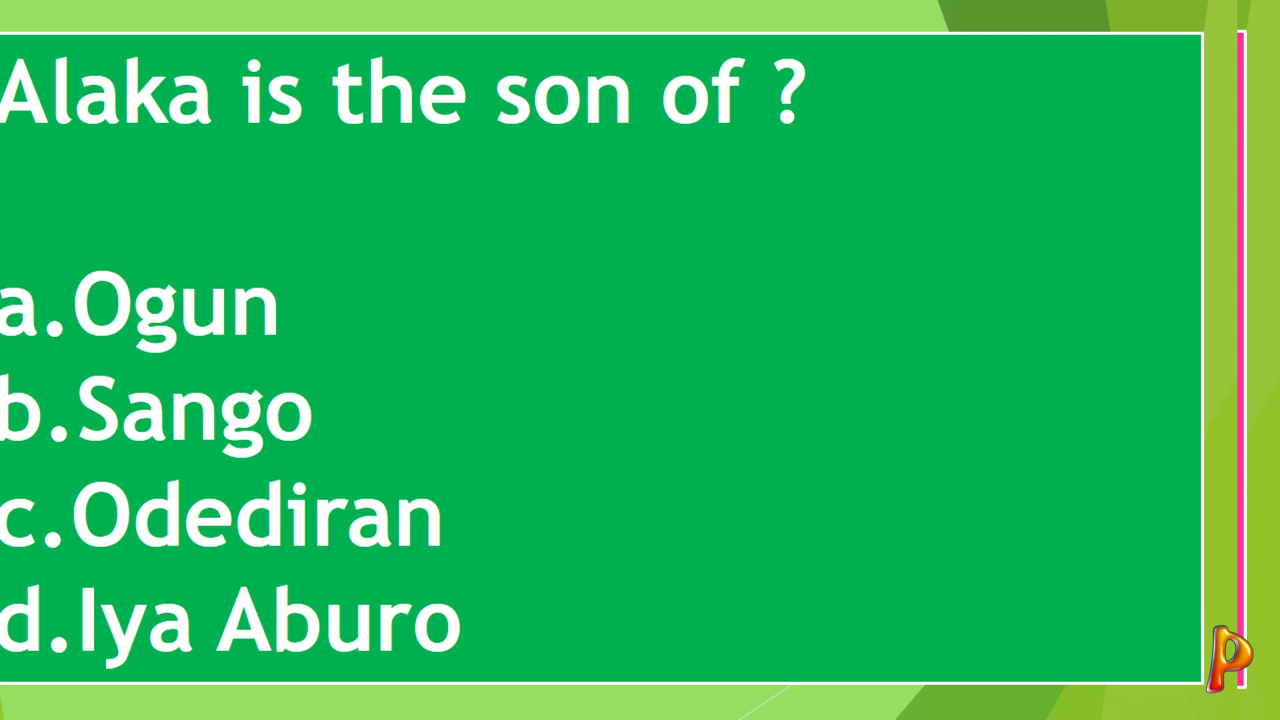 Alaka is the son of ?
a.Ogun
b.Sango
c.Odediran
d.Iya Aburo
P